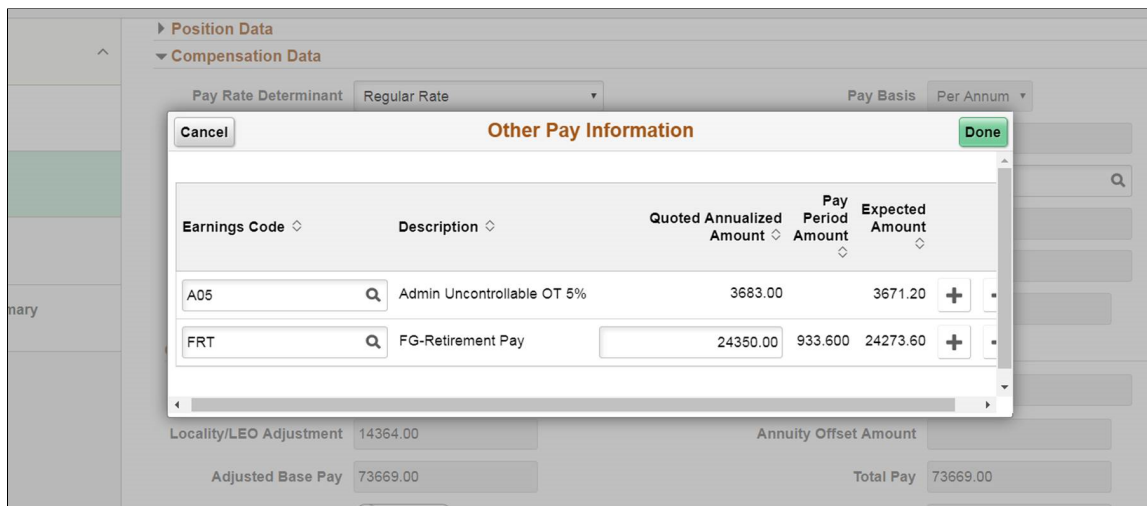 Position Data
Compensation Data
Pay Rate Determinant Regular Rate Pay Basis Per Annum
Cancel Other Pay Information Done
Earnings Code Description Quoted Annualized Amount Pay Period Amount Expected Amount
A05 Admin Uncontrollable OT 5% 3683.00 3671.20
FRT FG-Retirement Pay 24350.00 933.600 24273.60
mary
Locality/LEO Adjustment 14364.00 Annuity Offset Amount
Adjusted Base Pay 73669.00 Total Pay 73669.00